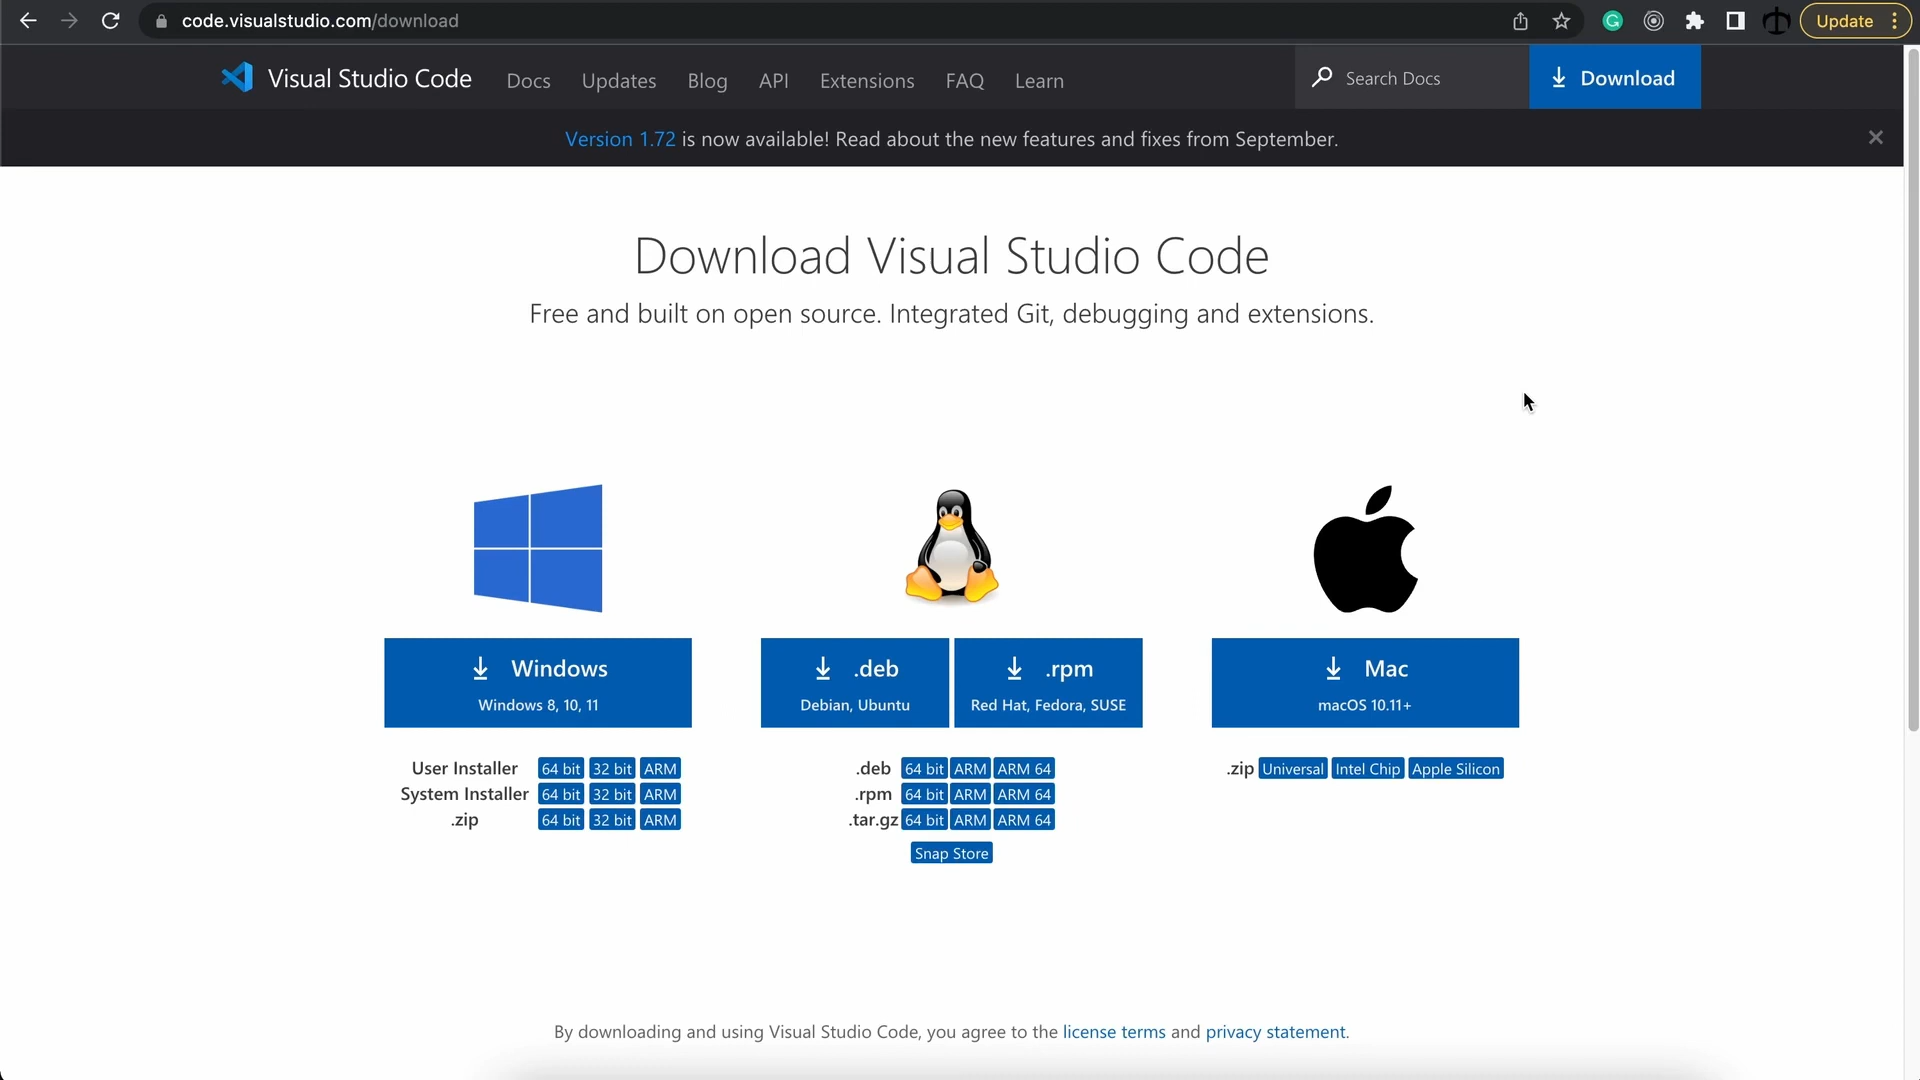 code.visualstudio.com/download
Update
Visual Studio Code Docs Updates Blog API Extensions FAQ Learn Search Docs Download
Version 1.72 is now available! Read about the new features and fixes from September.
Download Visual Studio Code
Free and built on open source. Integrated Git, debugging and extensions.
Windows
Windows 8, 10, 11
User Installer 64 bit 32 bit ARM
System Installer 64 bit 32 bit ARM
.zip 64 bit 32 bit ARM
.deb
Debian, Ubuntu
.rpm
Red Hat, Fedora, SUSE
.deb 64 bit ARM ARM 64
.rpm 64 bit ARM ARM 64
.tar.gz 64 bit ARM ARM 64
Snap Store
Mac
macOS 10.11+
.zip Universal Intel Chip Apple Silicon
By downloading and using Visual Studio Code, you agree to the license terms and privacy statement.